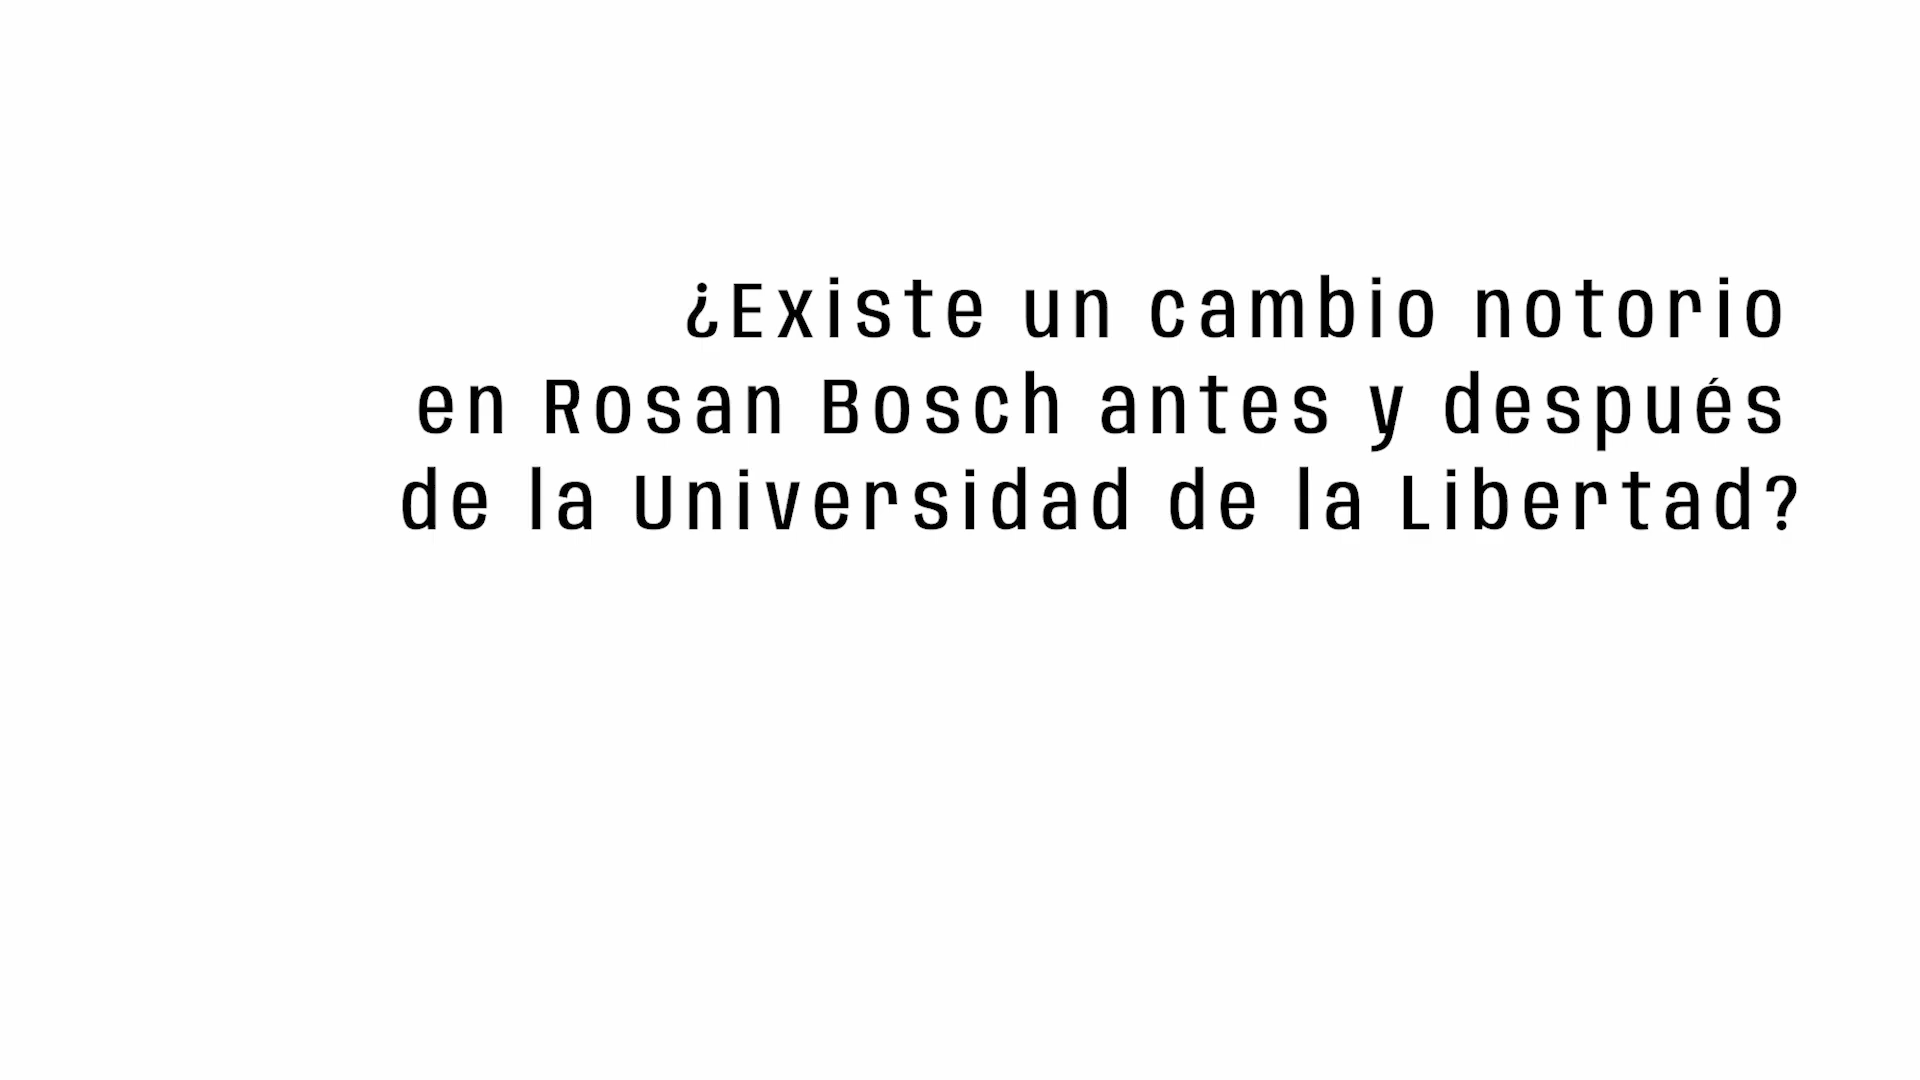 ¿Existe un cambio notorio
en Rosan Bosch antes y después
de la Universidad de la Libertad?